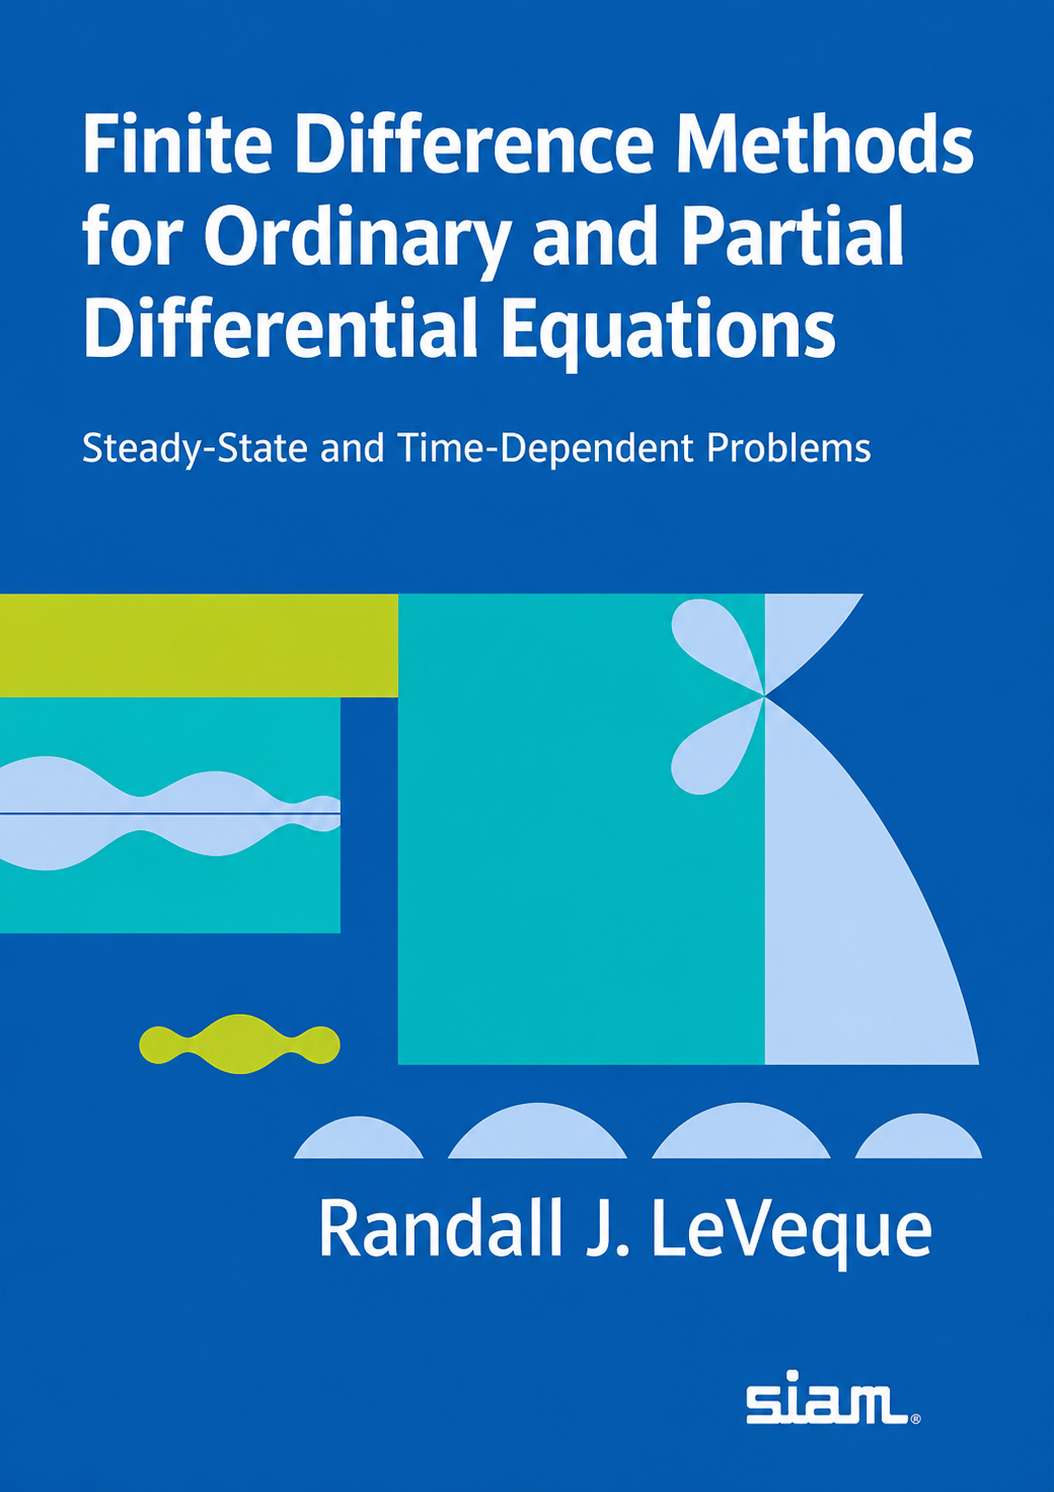 Finite Difference Methods
for Ordinary and Partial
Differential Equations
Steady-State and Time-Dependent Problems
Randall J. LeVeque
siam®